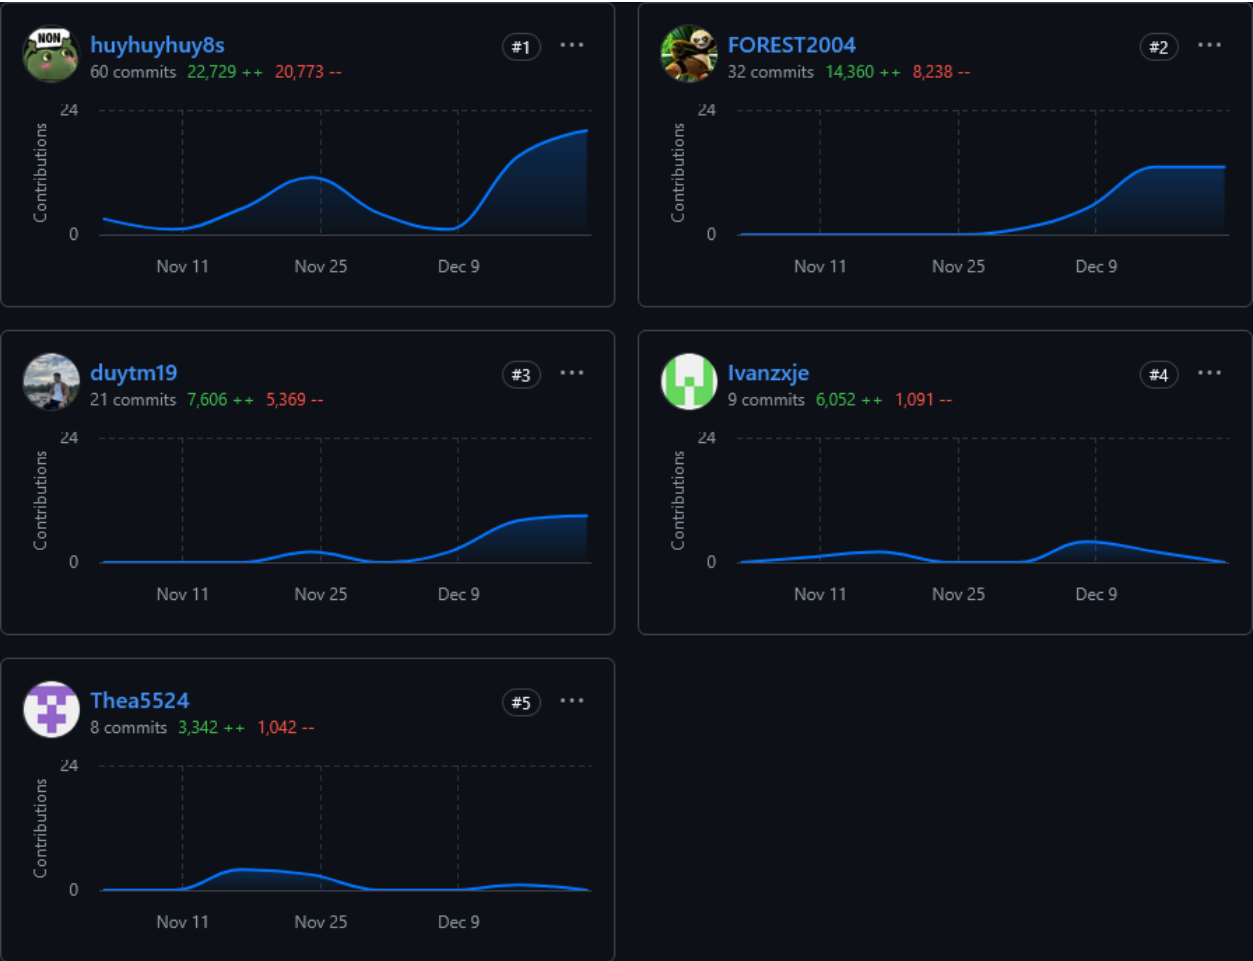 NON
huyhuyhuy8s
#1
60 commits 22,729 ++ 20,773 --
24
Contributions
0
Nov 11 Nov 25 Dec 9
FOREST2004
#2
32 commits 14,360 ++ 8,238 --
24
Contributions
0
Nov 11 Nov 25 Dec 9
duytm19
#3
21 commits 7,606 ++ 5,369 --
24
Contributions
0
Nov 11 Nov 25 Dec 9
Ivanzxje
#4
9 commits 6,052 ++ 1,091 --
24
Contributions
0
Nov 11 Nov 25 Dec 9
Thea5524
#5
8 commits 3,342 ++ 1,042 --
24
Contributions
0
Nov 11 Nov 25 Dec 9